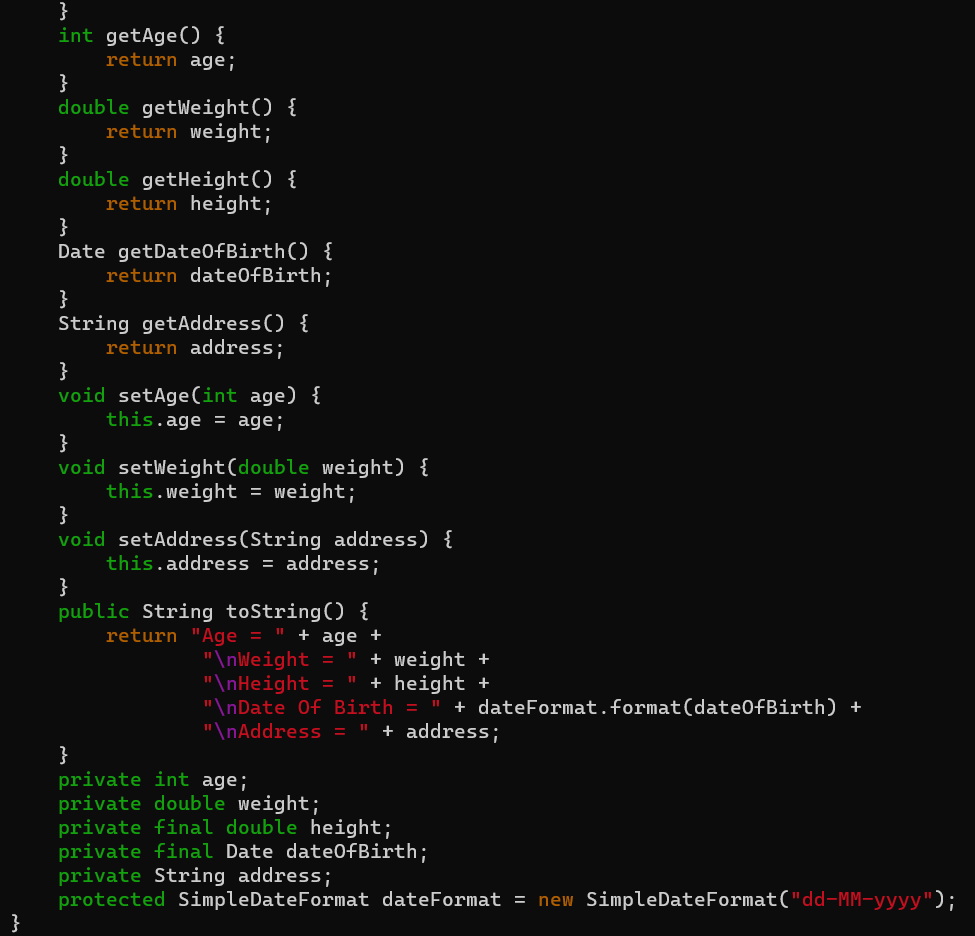 }
    int getAge() {
        return age;
    }
    double getWeight() {
        return weight;
    }
    double getHeight() {
        return height;
    }
    Date getDateOfBirth() {
        return dateOfBirth;
    }
    String getAddress() {
        return address;
    }
    void setAge(int age) {
        this.age = age;
    }
    void setWeight(double weight) {
        this.weight = weight;
    }
    void setAddress(String address) {
        this.address = address;
    }
    public String toString() {
        return "Age = " + age +
                "\nWeight = " + weight +
                "\nHeight = " + height +
                "\nDate Of Birth = " + dateFormat.format(dateOfBirth) +
                "\nAddress = " + address;
    }
    private int age;
    private double weight;
    private final double height;
    private final Date dateOfBirth;
    private String address;
    protected SimpleDateFormat dateFormat = new SimpleDateFormat("dd-MM-yyyy");
}